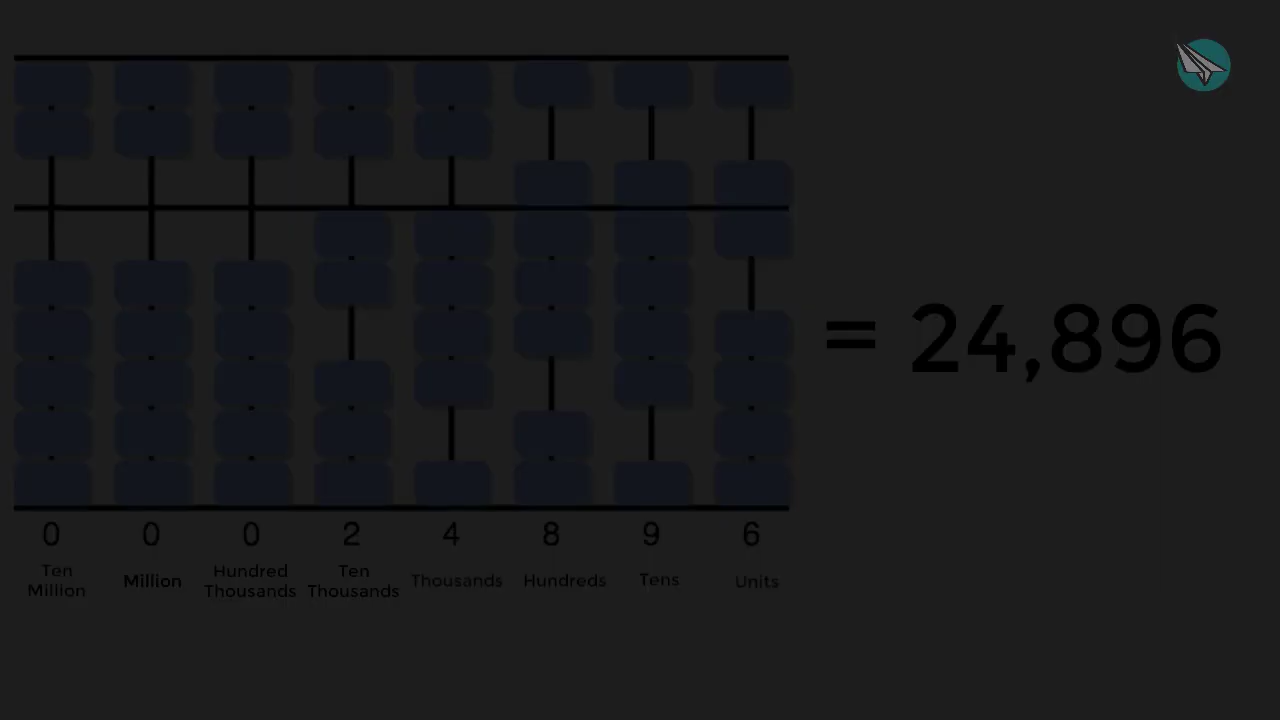 = 24,896
0 0 0 2 4 8 9 6
Ten Million Million Hundred Thousands Ten Thousands Thousands Hundreds Tens Units